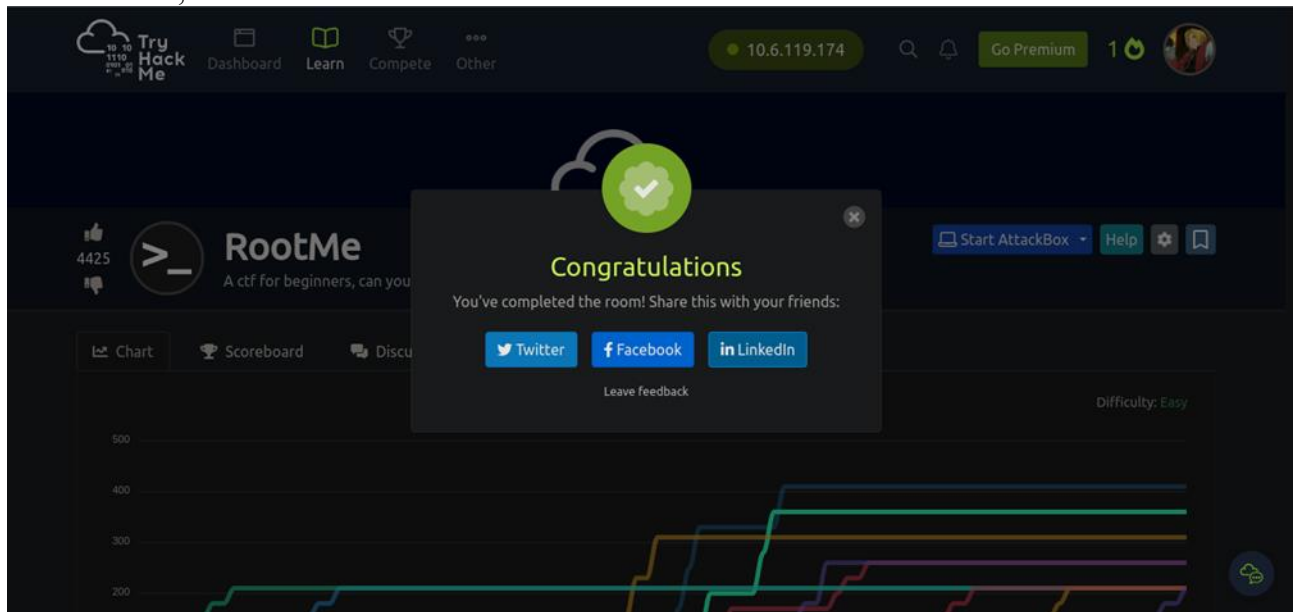 Try
Hack
Me
Dashboard
Learn
Compete
Other
10.6.119.174
Go Premium
1
4425
>_
RootMe
A ctf for beginners, can you
Start AttackBox
Help
Congratulations
You've completed the room! Share this with your friends:
Twitter
Facebook
in LinkedIn
Leave feedback
Chart
Scoreboard
Discu
Difficulty: Easy
500
400
300
200